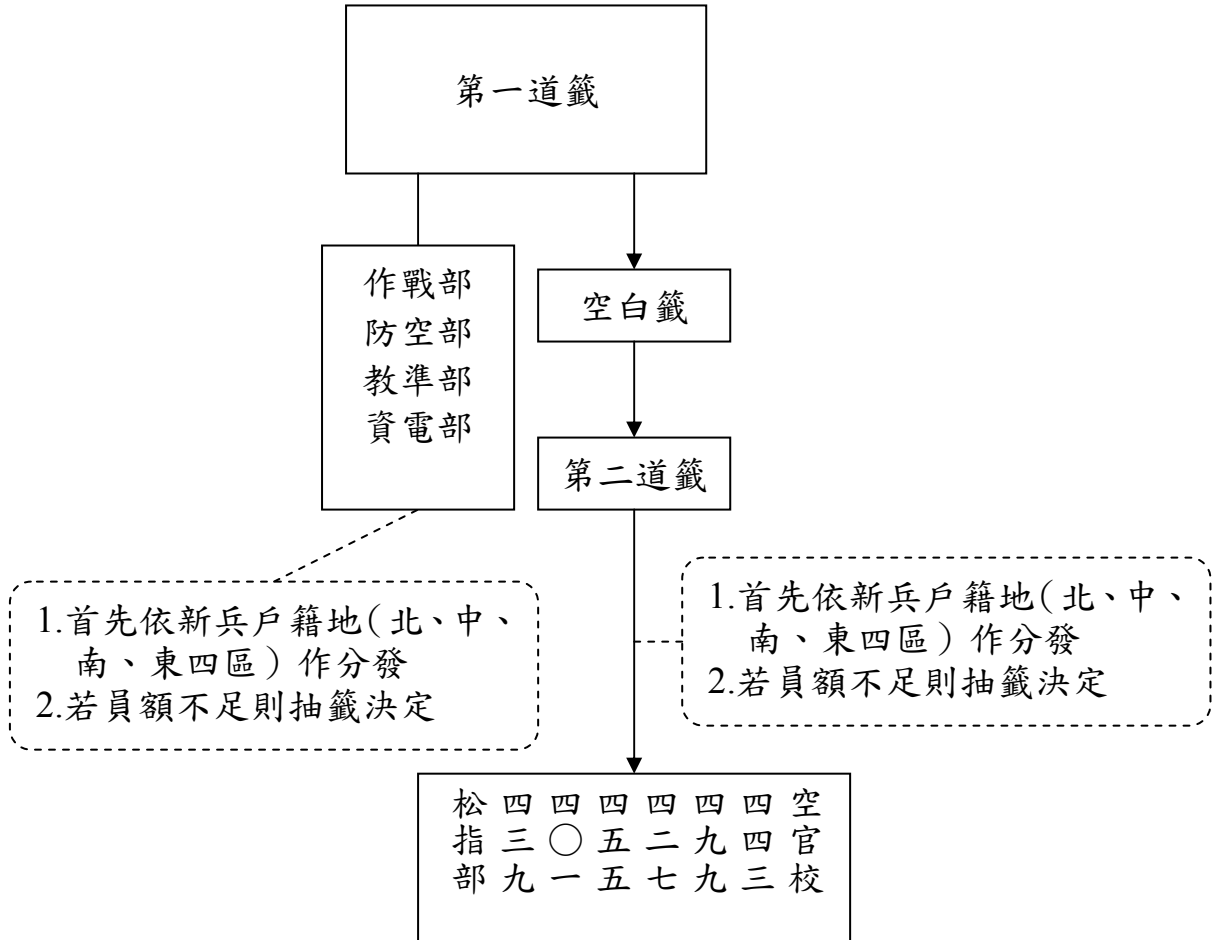 第一道籤
作戰部
防空部
教準部
資電部
空白籤
第二道籤
1.首先依新兵戶籍地（北、中、
南、東四區）作分發
2.若員額不足則抽籤決定
1.首先依新兵戶籍地（北、中、
南、東四區）作分發
2.若員額不足則抽籤決定
松指部
四三九
四〇一
四五五
四二七
四九九
四四三
空官校